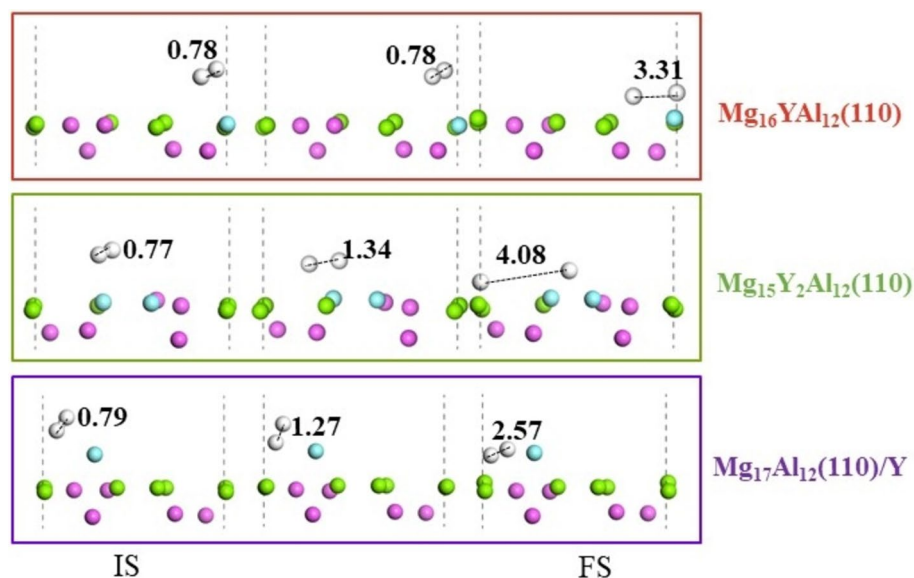 0.78 0.78 3.31 Mg₁₆YAl₁₂(110)
0.77 1.34 4.08 Mg₁₅Y₂Al₁₂(110)
0.79 1.27 2.57 Mg₁₇Al₁₂(110)/Y
IS FS